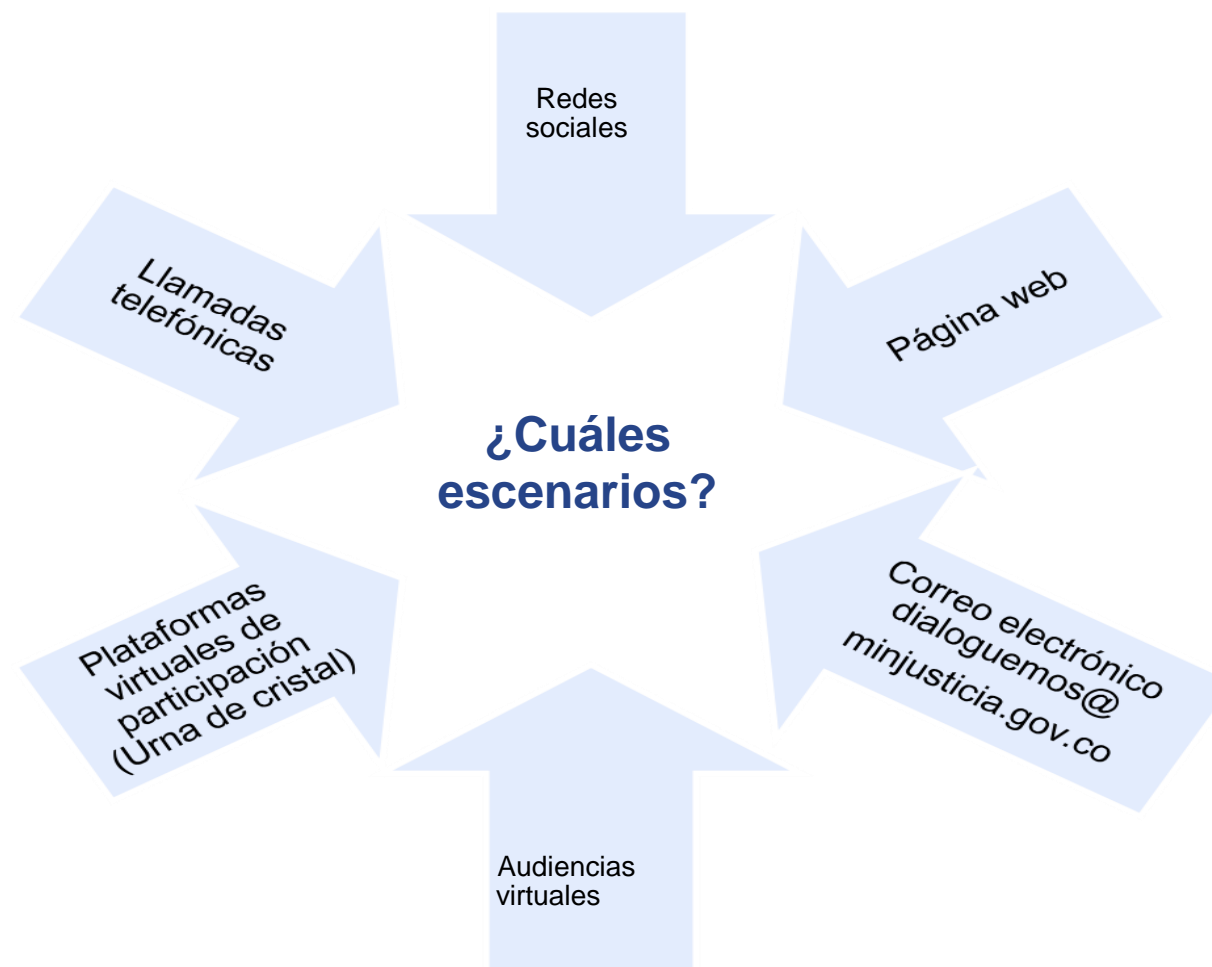 Redes
sociales
Llamadas
telefónicas
Página web
¿Cuáles
escenarios?
Plataformas
virtuales de
participación
(Urna de cristal)
Correo electrónico
dialoguemos@
minjusticia.gov.co
Audiencias
virtuales